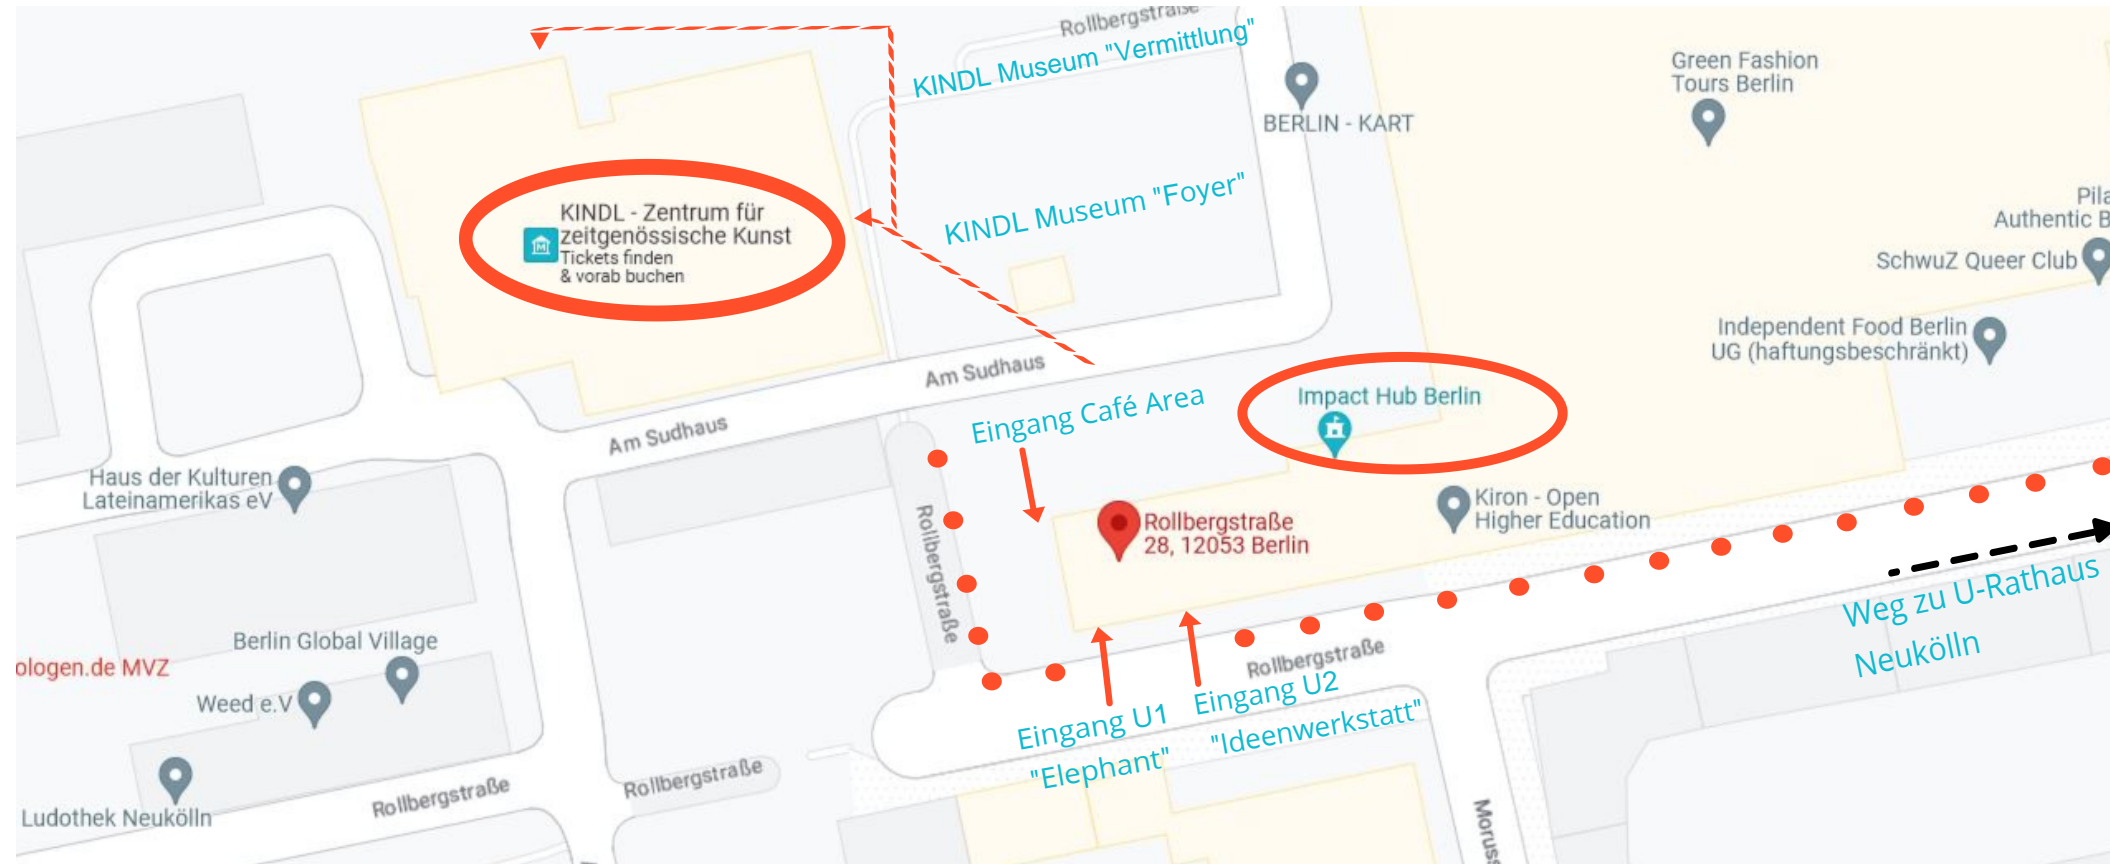 Rollbergstraße
KINDL Museum "Vermittlung"
Green Fashion
Tours Berlin
BERLIN - KART
KINDL - Zentrum für
zeitgenössische Kunst
Tickets finden
& vorab buchen
KINDL Museum "Foyer"
Authentic B
SchwuZ Queer Club
Independent Food Berlin
UG (haftungsbeschränkt)
Am Sudhaus
Am Sudhaus
Eingang Café Area
Impact Hub Berlin
Haus der Kulturen
Lateinamerikas eV
Rollbergstraße
Rollbergstraße
28, 12053 Berlin
Kiron - Open
Higher Education
Weg zu U-Rathaus
Neukölln
Berlin Global Village
ologen.de MVZ
Weed e.V
Rollbergstraße
Eingang U1
"Elephant"
Eingang U2
"Ideenwerkstatt"
Rollbergstraße
Rollbergstraße
Ludothek Neukölln
Moruss